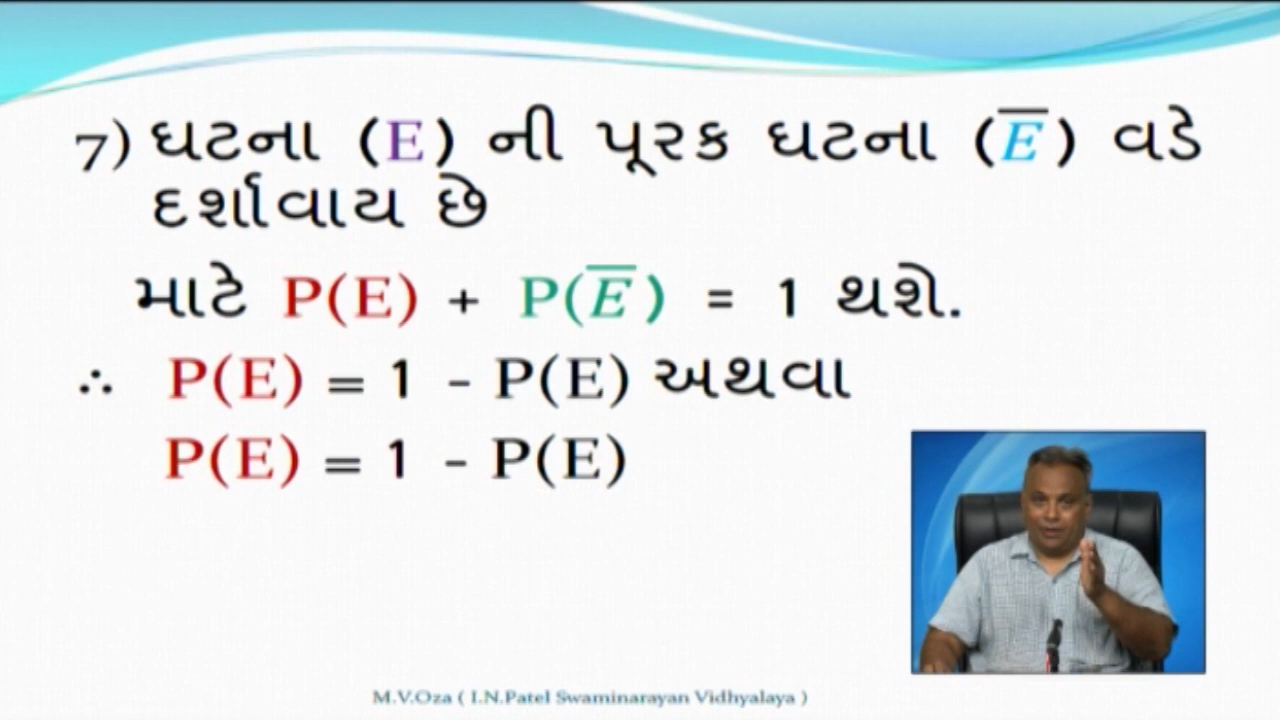 7) ઘટના (E) ની પૂરક ઘટના (E̅) વડે
દર્શાવાય છે
માટે P(E) + P(E̅) = 1 થશે.
∴ P(E) = 1 - P(E) અથવા
P(E) = 1 - P(E)
M.V.Oza ( I.N.Patel Swaminarayan Vidhyalaya )